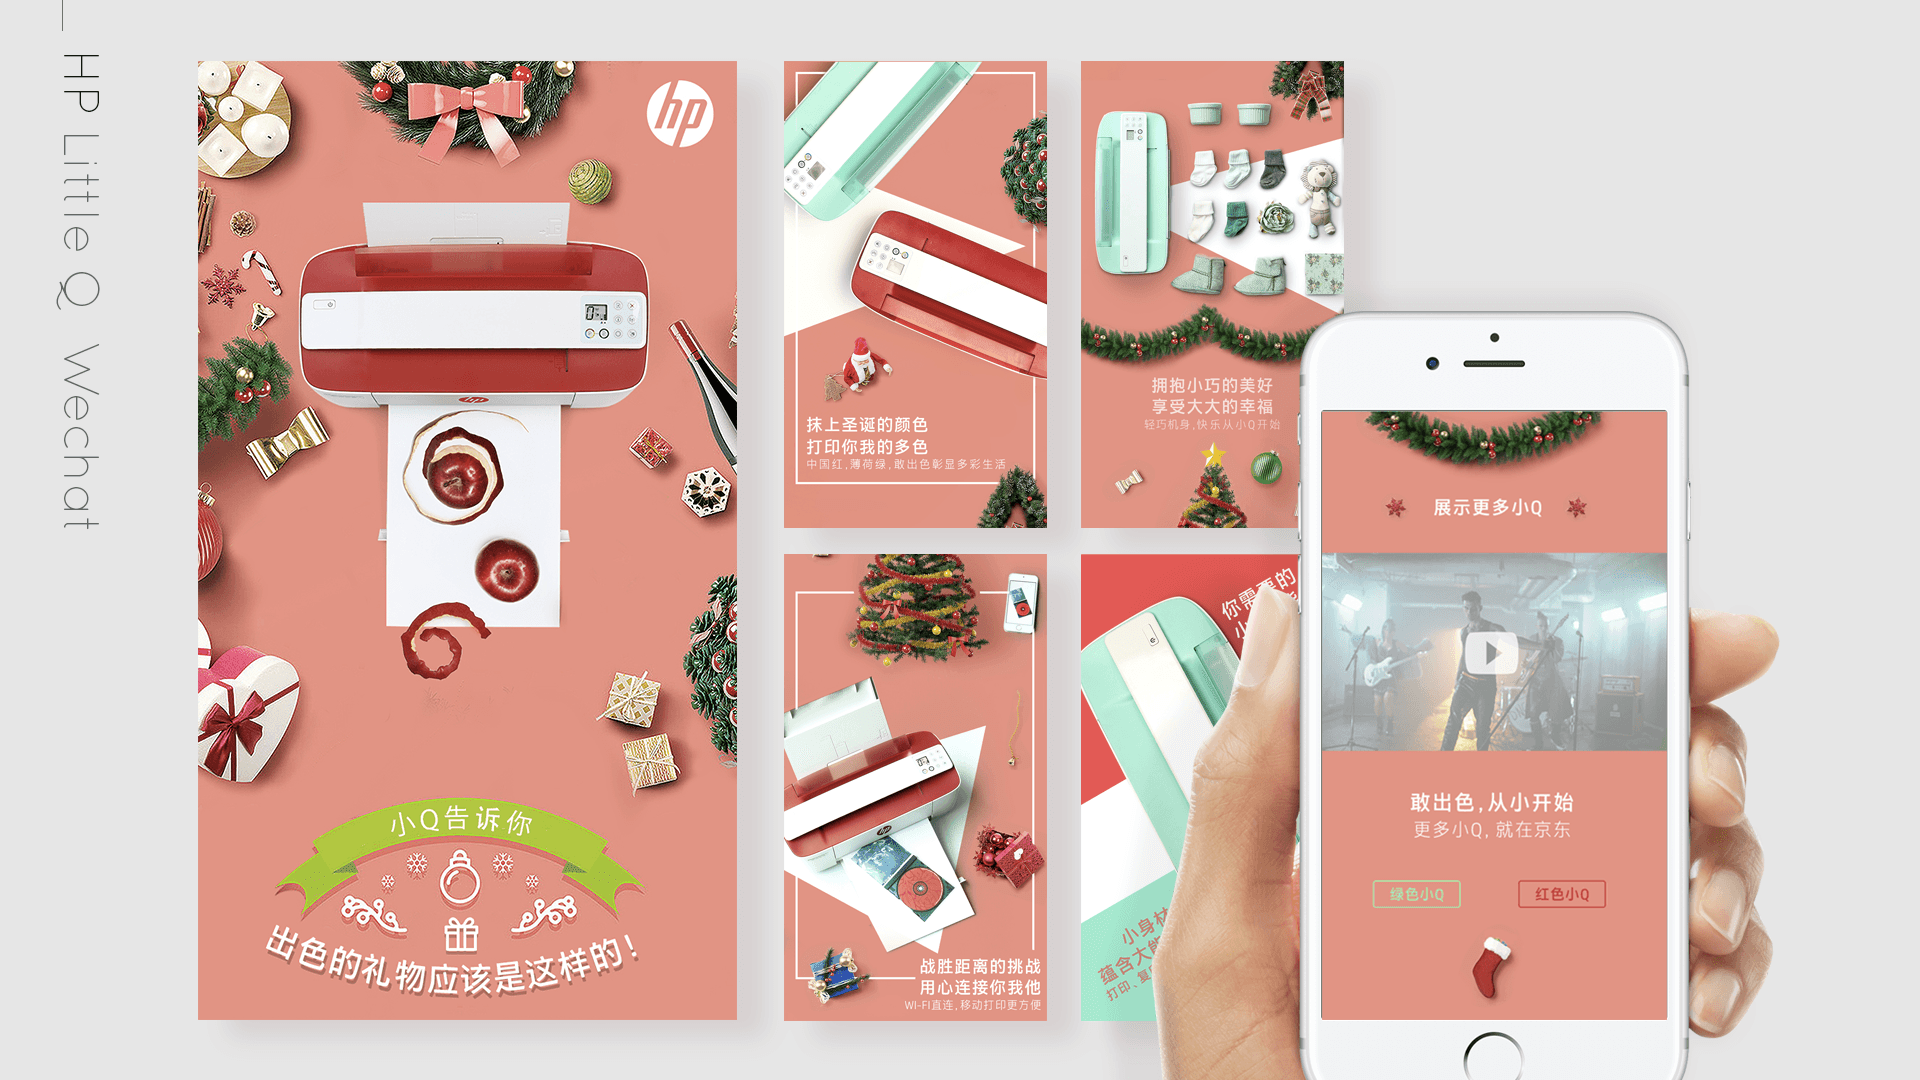 HP Little Q Wechat
hp
hp
小Q告诉你
出色的礼物应该是这样的!
抹上圣诞的颜色
打印你我的多色
中国红,薄荷绿,敢出色彰显多彩生活
拥抱小巧的美好
享受大大的幸福
轻巧机身,快乐从小Q开始
战胜距离的挑战
用心连接你我他
WI-FI直连,移动打印更方便
你需要的
小身材
蕴含大能
打印、复
展示更多小Q
敢出色,从小开始
更多小Q, 就在京东
绿色小Q
红色小Q